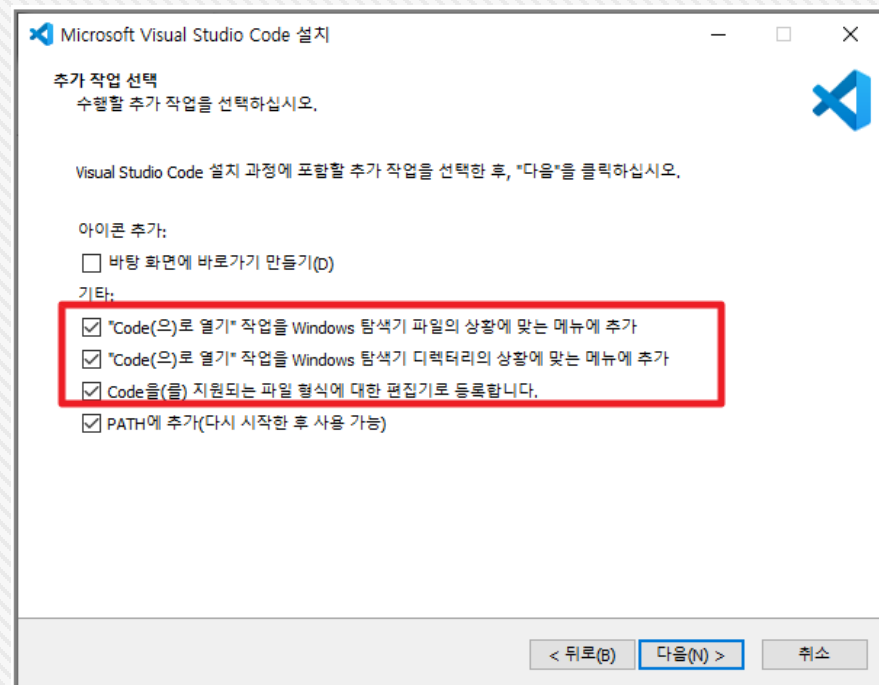 Microsoft Visual Studio Code 설치
추가 작업 선택
수행할 추가 작업을 선택하십시오.
Visual Studio Code 설치 과정에 포함할 추가 작업을 선택한 후, "다음"을 클릭하십시오.
아이콘 추가:
바탕 화면에 바로가기 만들기(D)
기타:
"Code(으)로 열기" 작업을 Windows 탐색기 파일의 상황에 맞는 메뉴에 추가
"Code(으)로 열기" 작업을 Windows 탐색기 디렉터리의 상황에 맞는 메뉴에 추가
Code을(를) 지원되는 파일 형식에 대한 편집기로 등록합니다.
PATH에 추가(다시 시작한 후 사용 가능)
< 뒤로(B) 다음(N) > 취소